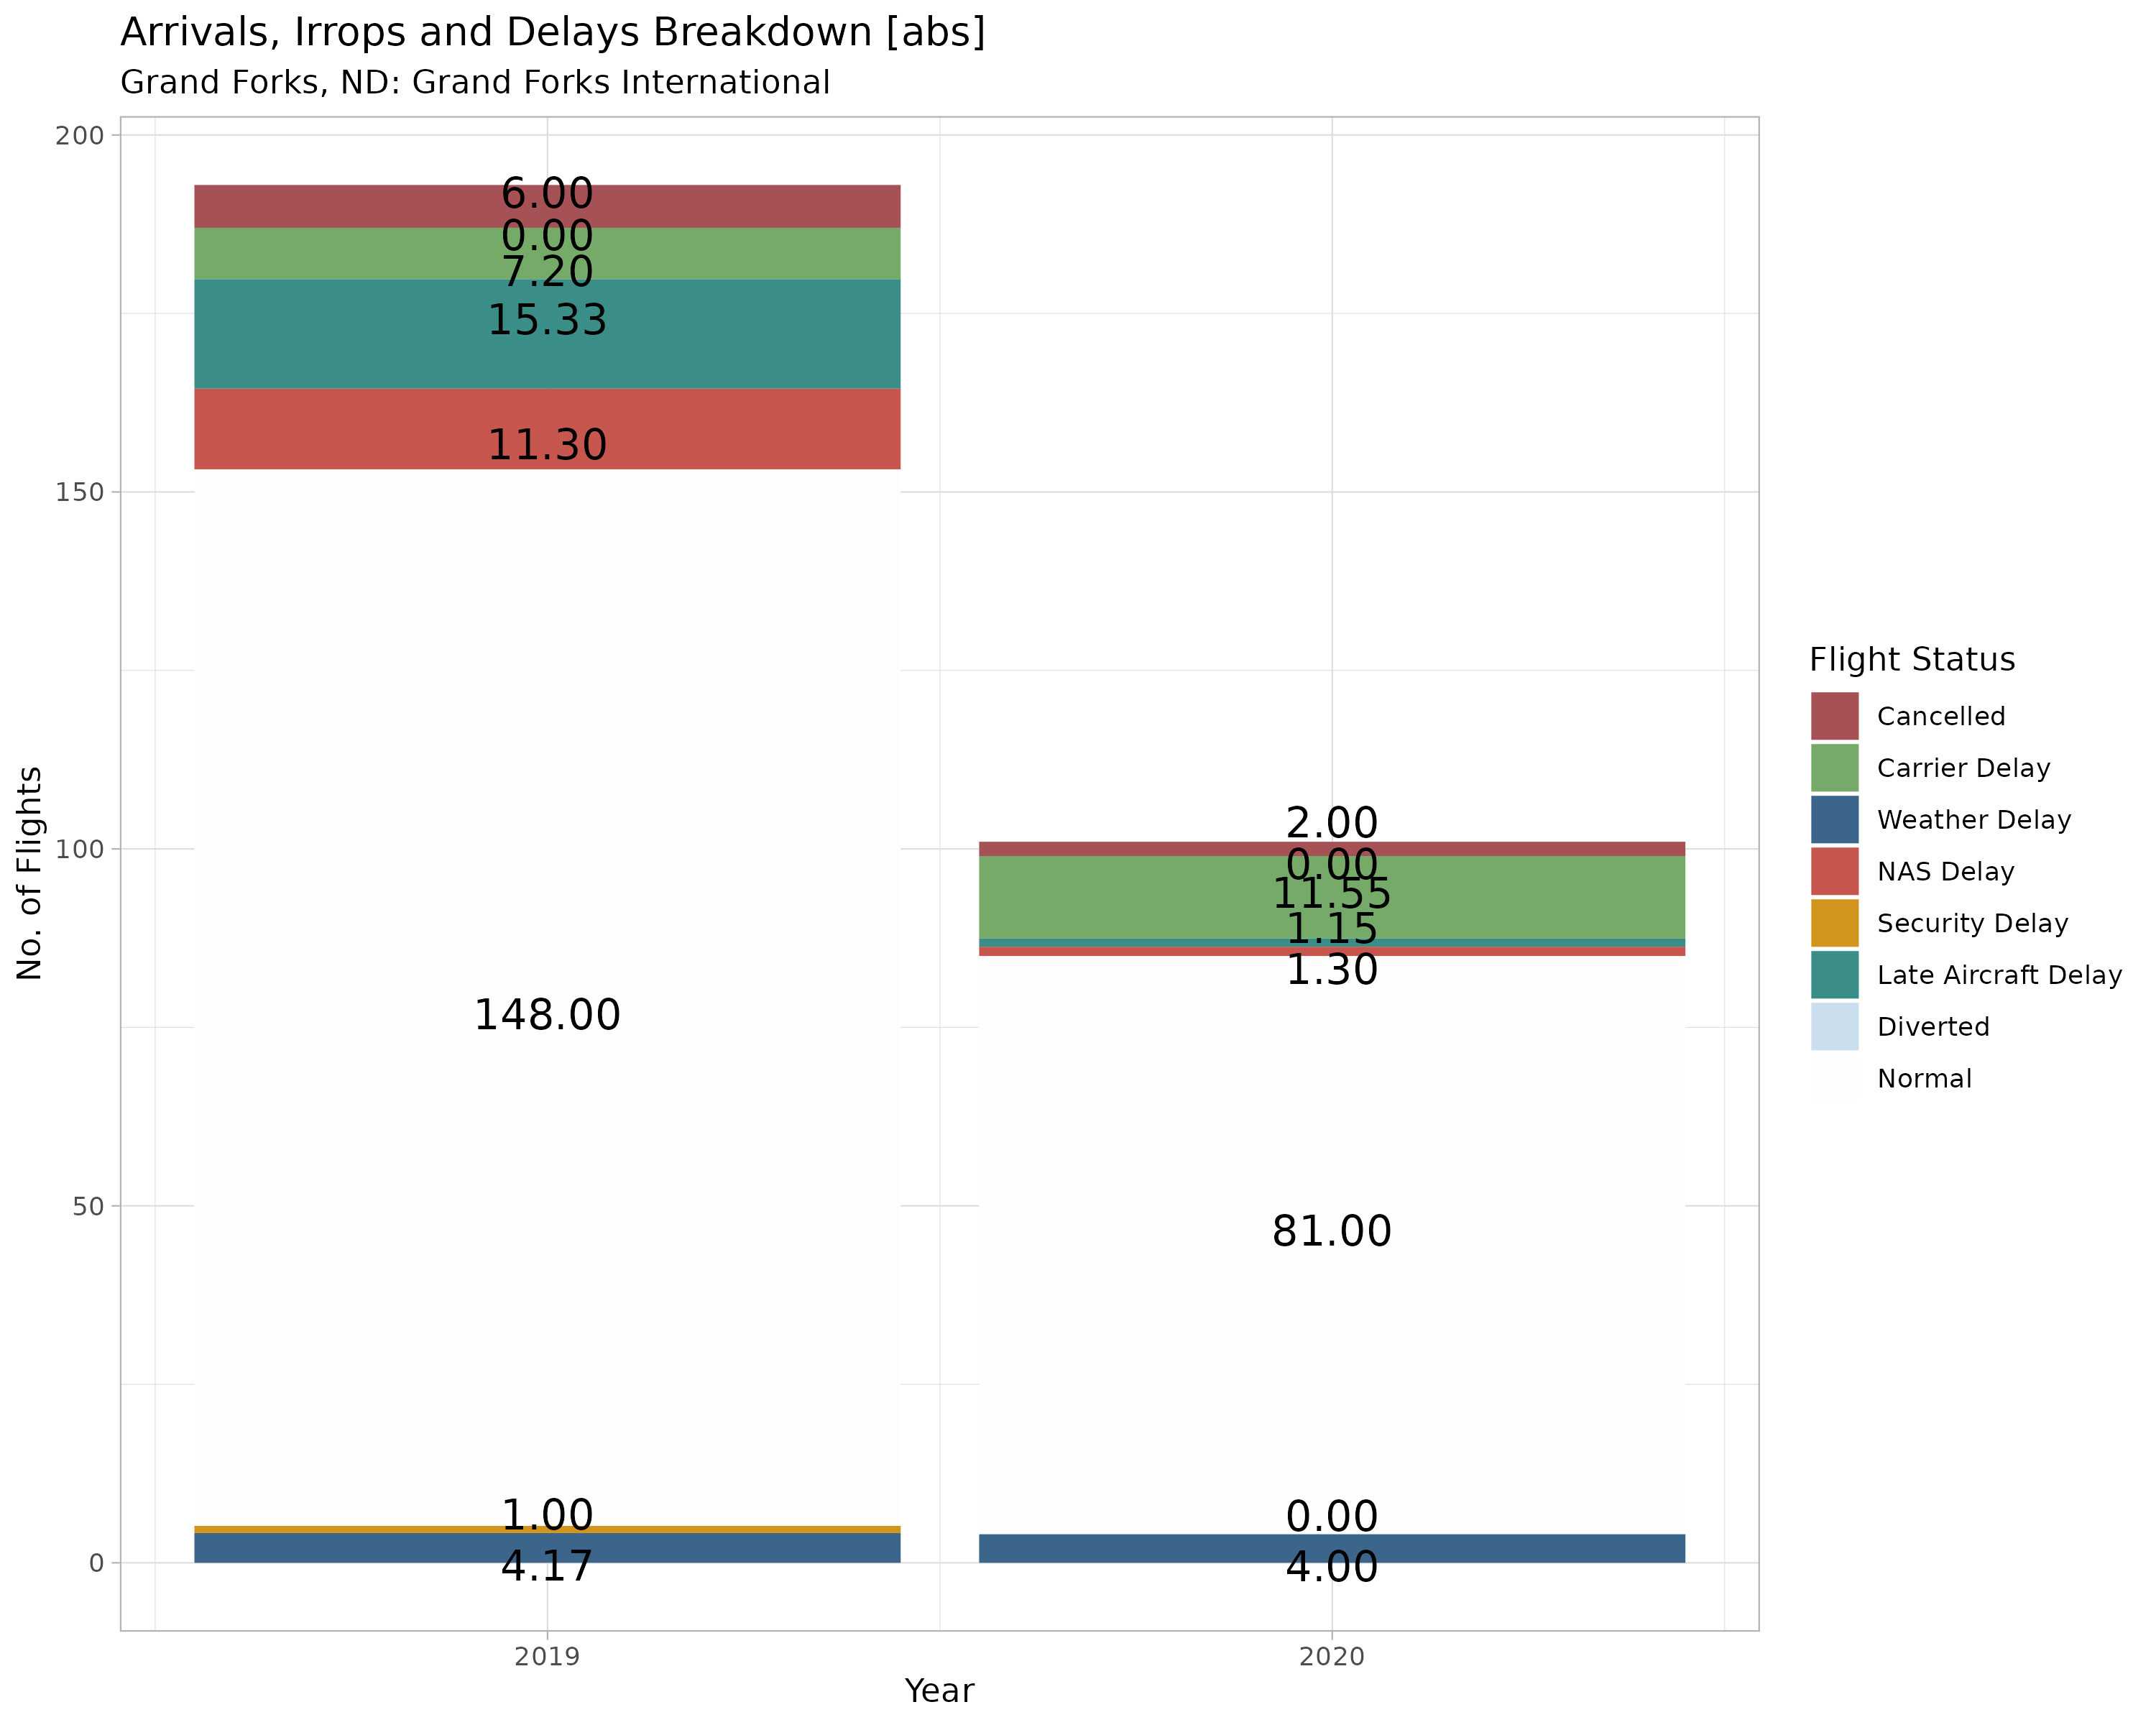 Arrivals, Irrops and Delays Breakdown [abs]
Grand Forks, ND: Grand Forks International
No. of Flights
200
150
100
50
0
6.00
0.00
7.20
15.33
11.30
148.00
1.00
4.17
2.00
0.00
11.55
1.15
1.30
81.00
0.00
4.00
2019
2020
Year
Flight Status
Cancelled
Carrier Delay
Weather Delay
NAS Delay
Security Delay
Late Aircraft Delay
Diverted
Normal